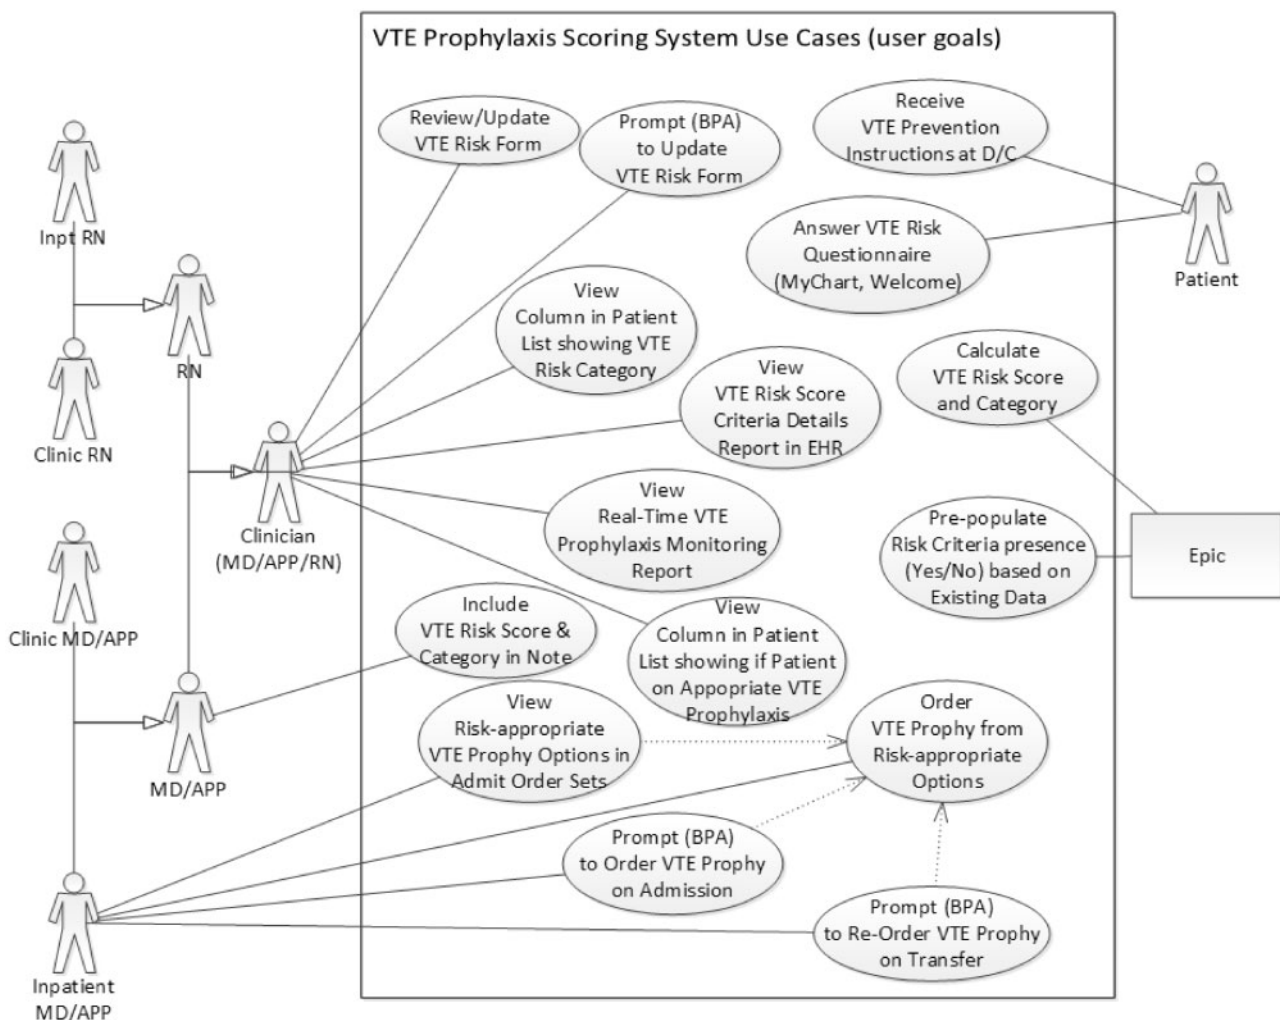 VTE Prophylaxis Scoring System Use Cases (user goals)
Review/Update
VTE Risk Form
Prompt (BPA)
to Update
VTE Risk Form
Receive
VTE Prevention
Instructions at D/C
Inpt RN
Answer VTE Risk
Questionnaire
(MyChart, Welcome)
Patient
View
Column in Patient
List showing VTE
Risk Category
RN
Calculate
VTE Risk Score
and Category
View
VTE Risk Score
Criteria Details
Report in EHR
Clinic RN
Clinician
(MD/APP/RN)
View
Real-Time VTE
Prophylaxis Monitoring
Report
Pre-populate
Risk Criteria presence
(Yes/No) based on
Existing Data
Epic
Clinic MD/APP
Include
VTE Risk Score &
Category in Note
View
Column in Patient
List showing if Patient
on Appopriate VTE
Prophylaxis
MD/APP
View
Risk-appropriate
VTE Prophy Options in
Admit Order Sets
Order
VTE Prophy from
Risk-appropriate
Options
Prompt (BPA)
to Order VTE Prophy
on Admission
Prompt (BPA)
to Re-Order VTE Prophy
on Transfer
Inpatient
MD/APP